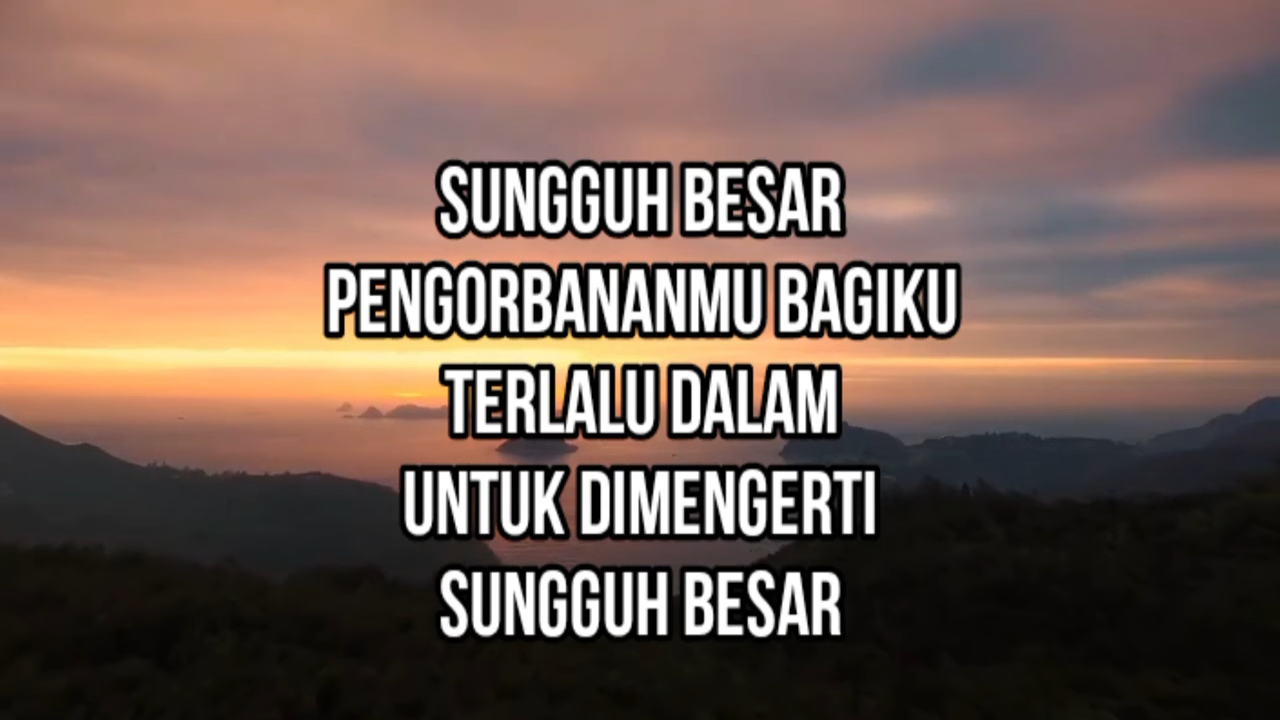 SUNGGUH BESAR
PENGORBANANMU BAGIKU
TERLALU DALAM
UNTUK DIMENGERTI
SUNGGUH BESAR